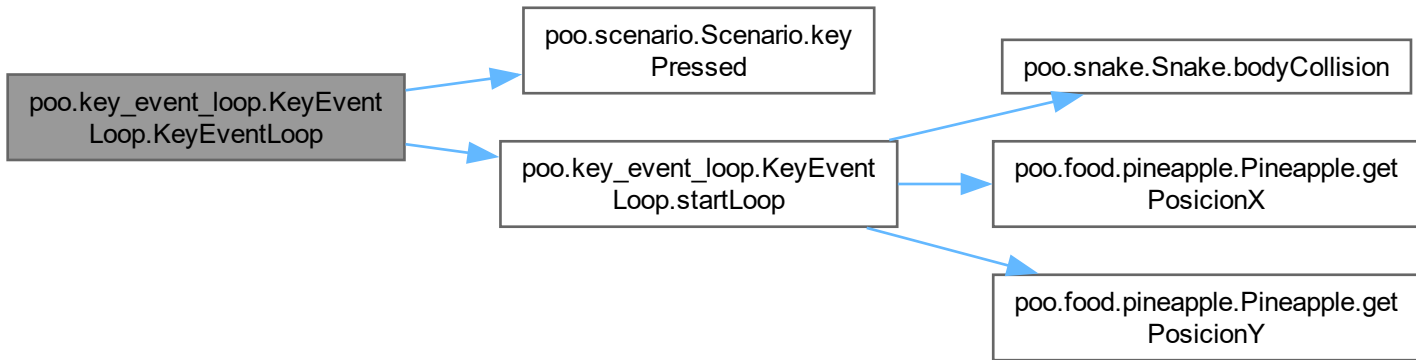 poo.key_event_loop.KeyEvent
Loop.KeyEventLoop
poo.scenario.Scenario.key
Pressed
poo.key_event_loop.KeyEvent
Loop.startLoop
poo.snake.Snake.bodyCollision
poo.food.pineapple.Pineapple.get
PosicionX
poo.food.pineapple.Pineapple.get
PosicionY